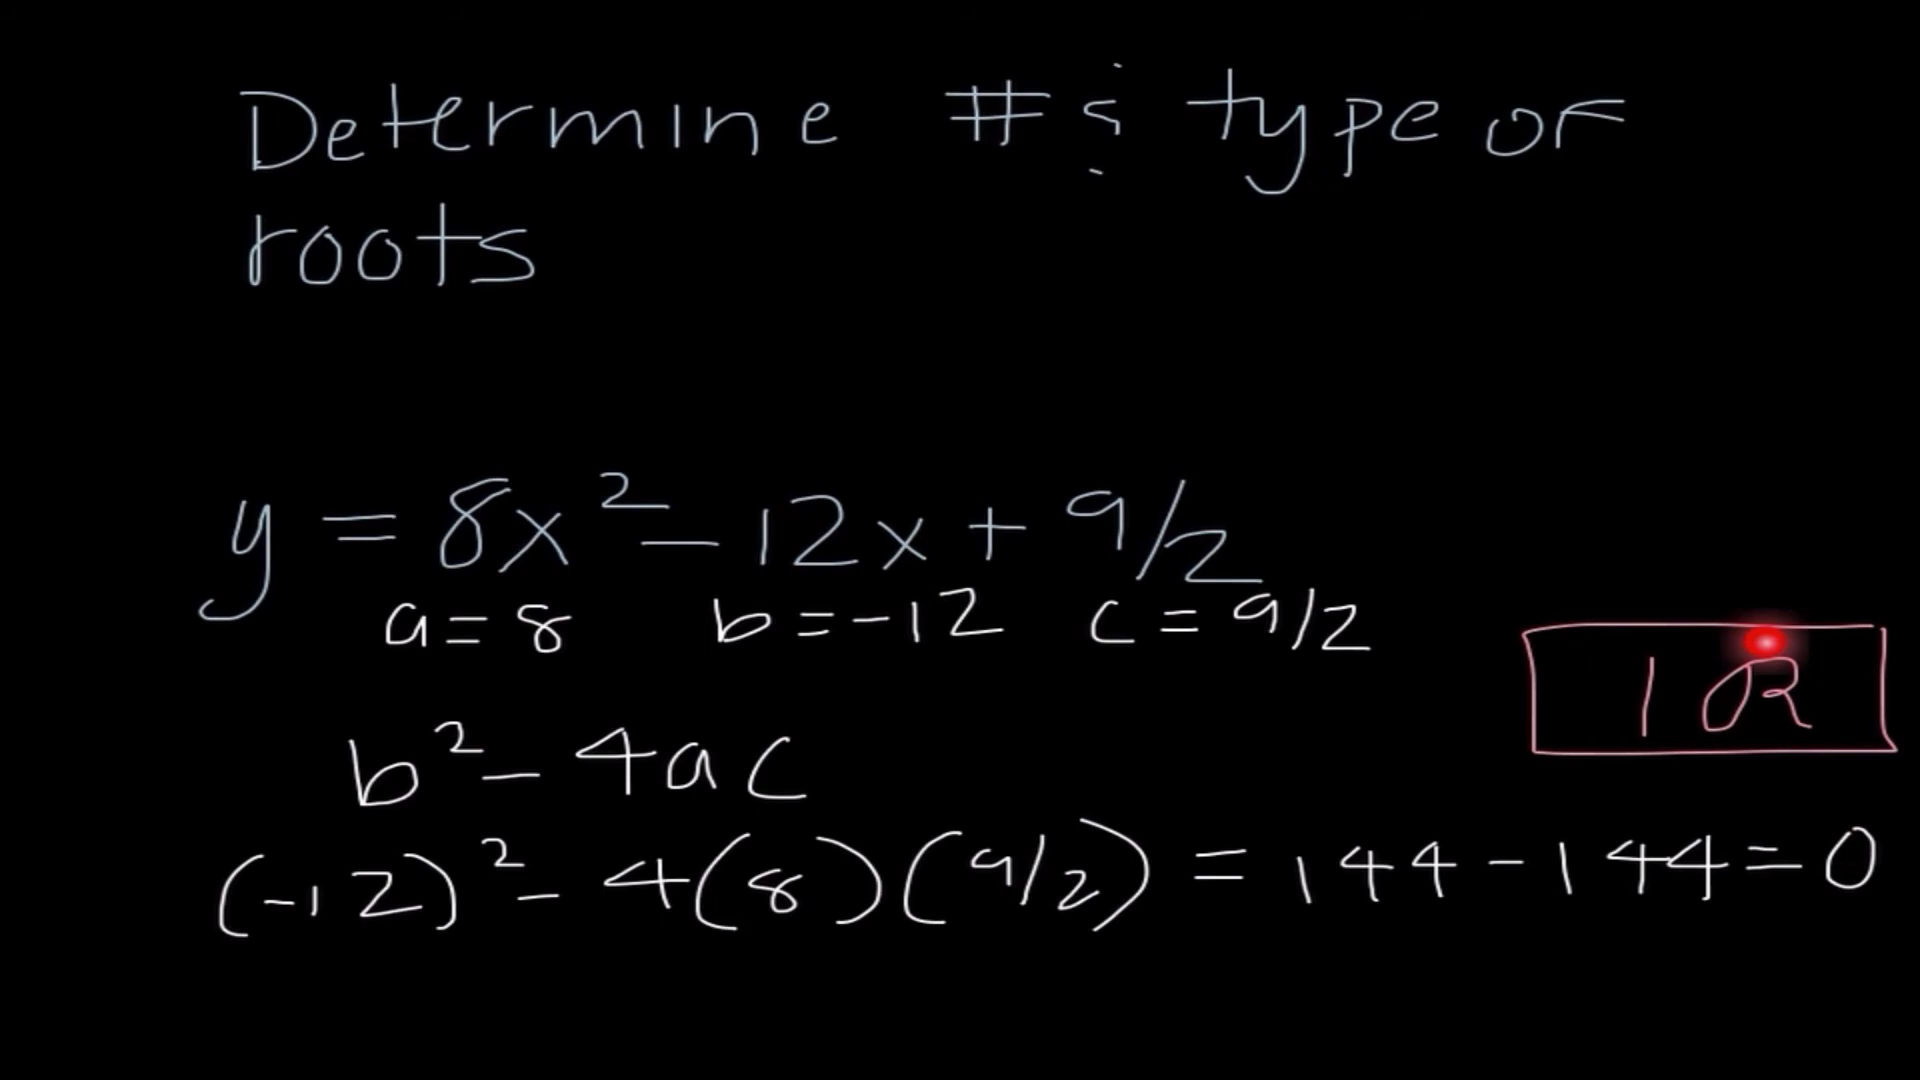 Determine # & type of
roots
y = 8x² - 12x + 9/2
a = 8 b = -12 c = 9/2
1 R
b² - 4ac
(-12)² - 4(8)(9/2) = 144 - 144 = 0